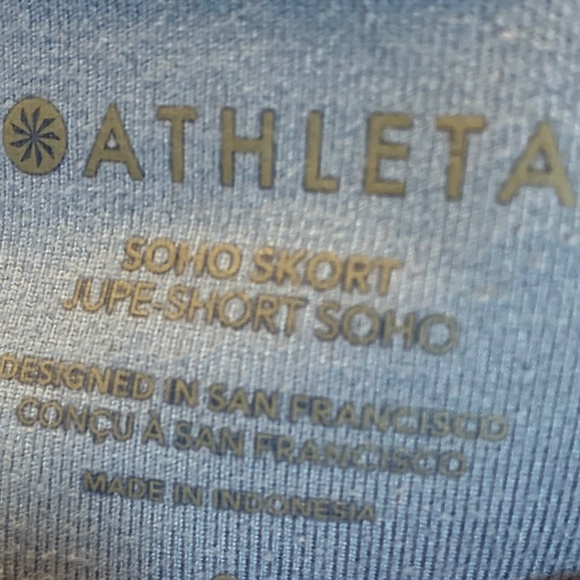 ATHLETA
SOHO SKORT
JUPE-SHORT SOHO
DESIGNED IN SAN FRANCISCO
CONÇU À SAN FRANCISCO
MADE IN INDONESIA